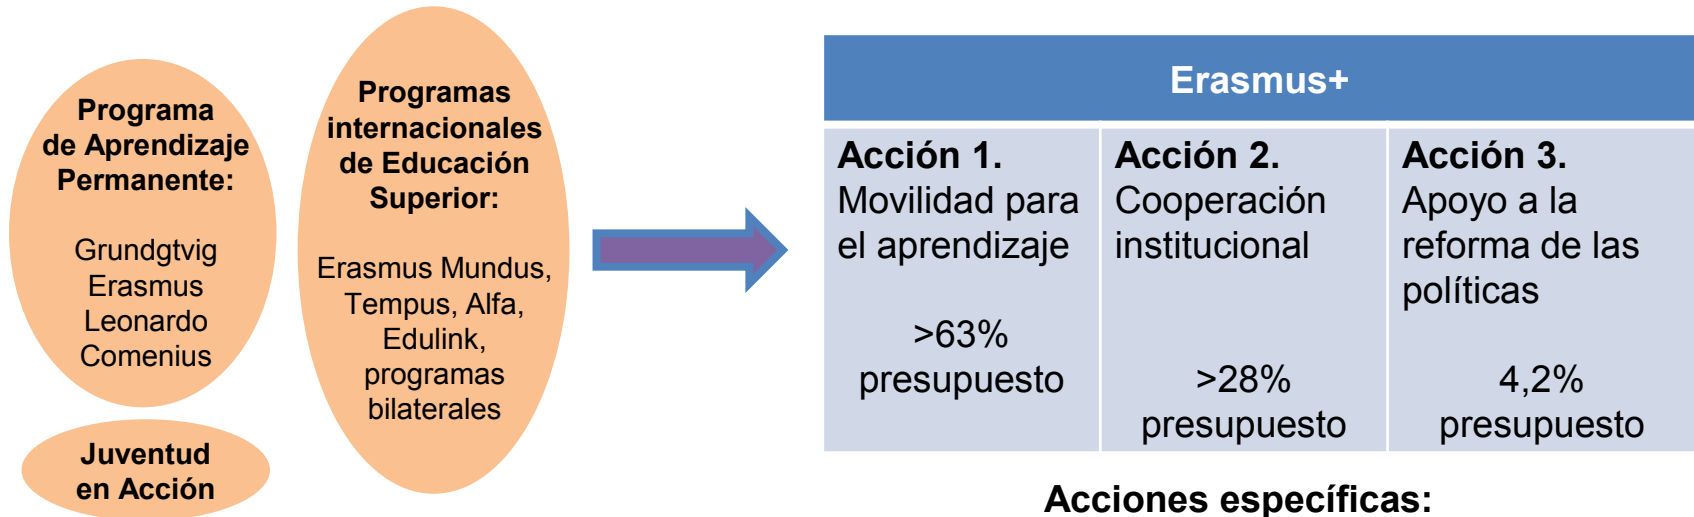 Programa
de Aprendizaje
Permanente:
Grundgtvig
Erasmus
Leonardo
Comenius
Juventud
en Acción
Programas
internacionales
de Educación
Superior:
Erasmus Mundus,
Tempus, Alfa,
Edulink,
programas
bilaterales
Erasmus+
Acción 1.
Movilidad para
el aprendizaje
>63%
presupuesto
Acción 2.
Cooperación
institucional
>28%
presupuesto
Acción 3.
Apoyo a la
reforma de las
políticas
4,2%
presupuesto
Acciones específicas: